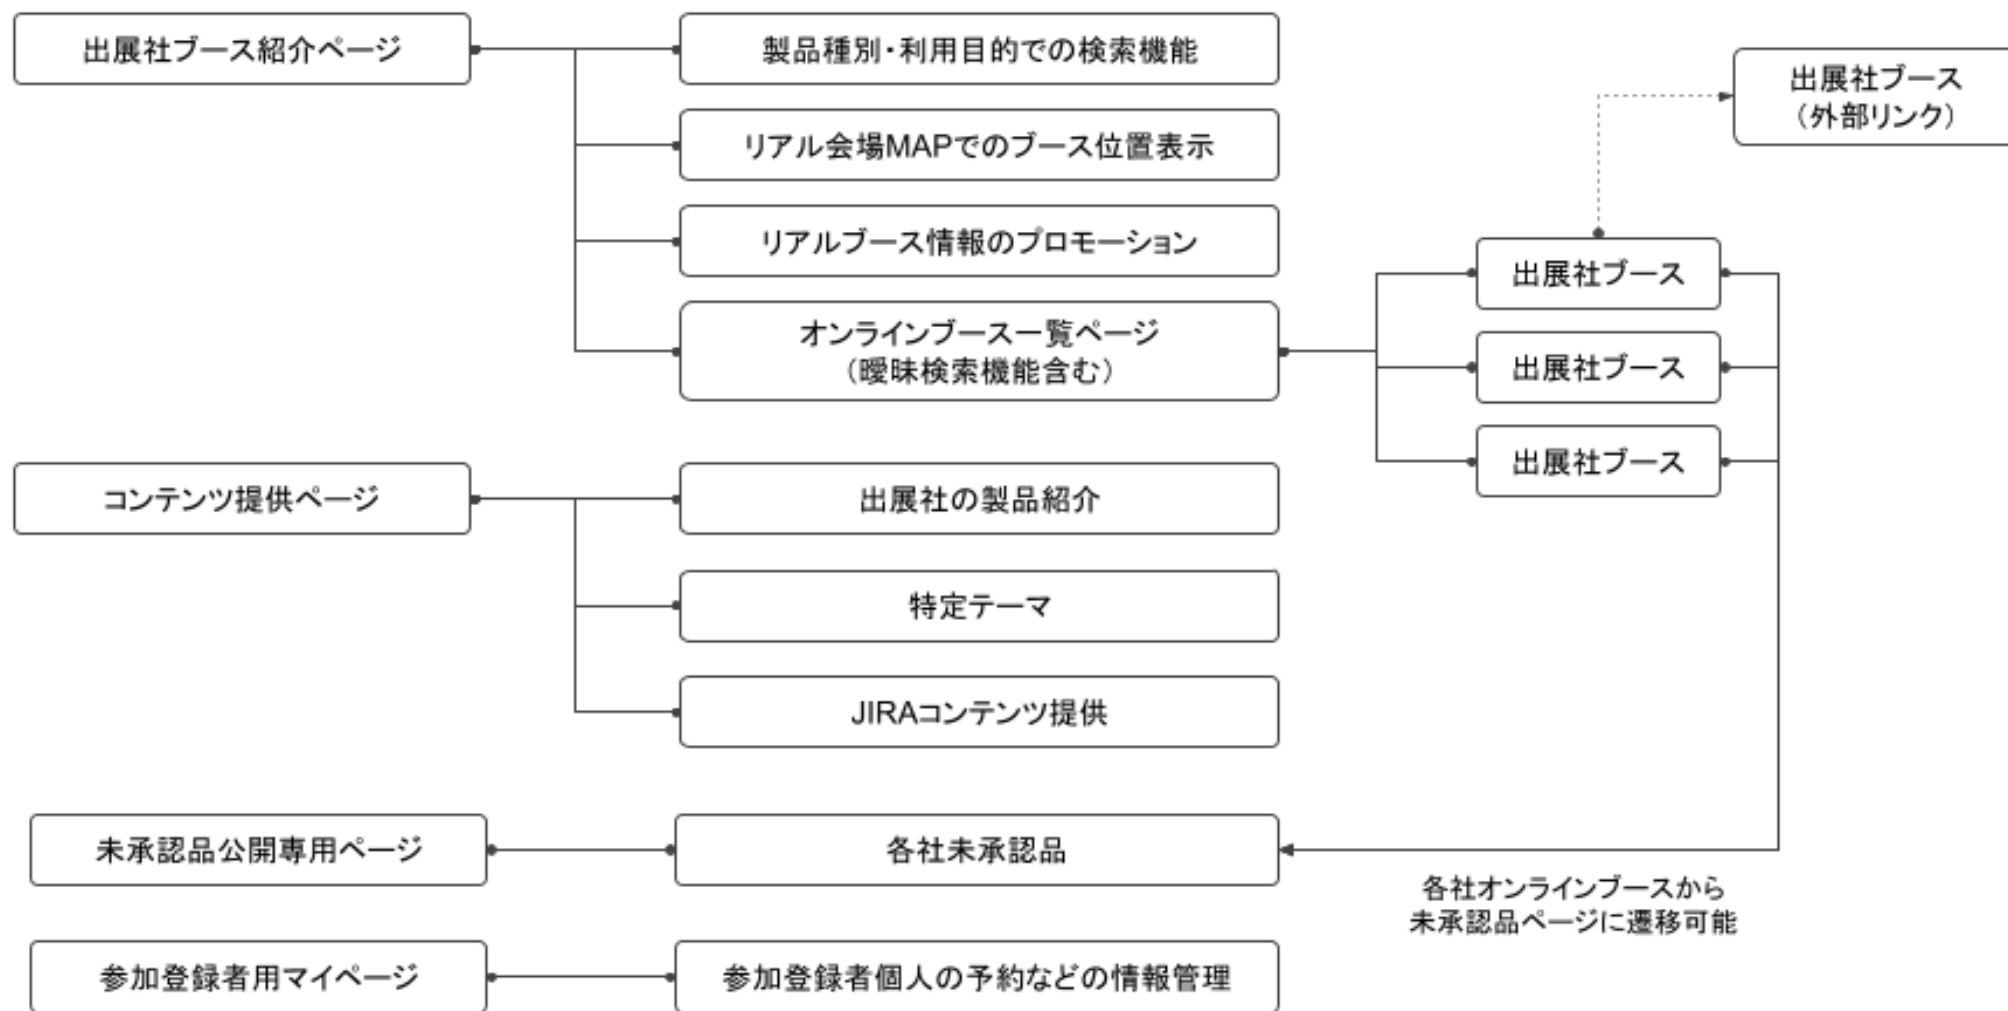 出展社ブース紹介ページ
製品種別・利用目的での検索機能
リアル会場MAPでのブース位置表示
リアルブース情報のプロモーション
オンラインブース一覧ページ
（曖昧検索機能含む）
出展社ブース
（外部リンク）
出展社ブース
出展社ブース
出展社ブース
コンテンツ提供ページ
出展社の製品紹介
特定テーマ
JIRAコンテンツ提供
未承認品公開専用ページ
各社未承認品
各社オンラインブースから
未承認品ページに遷移可能
参加登録者用マイページ
参加登録者個人の予約などの情報管理